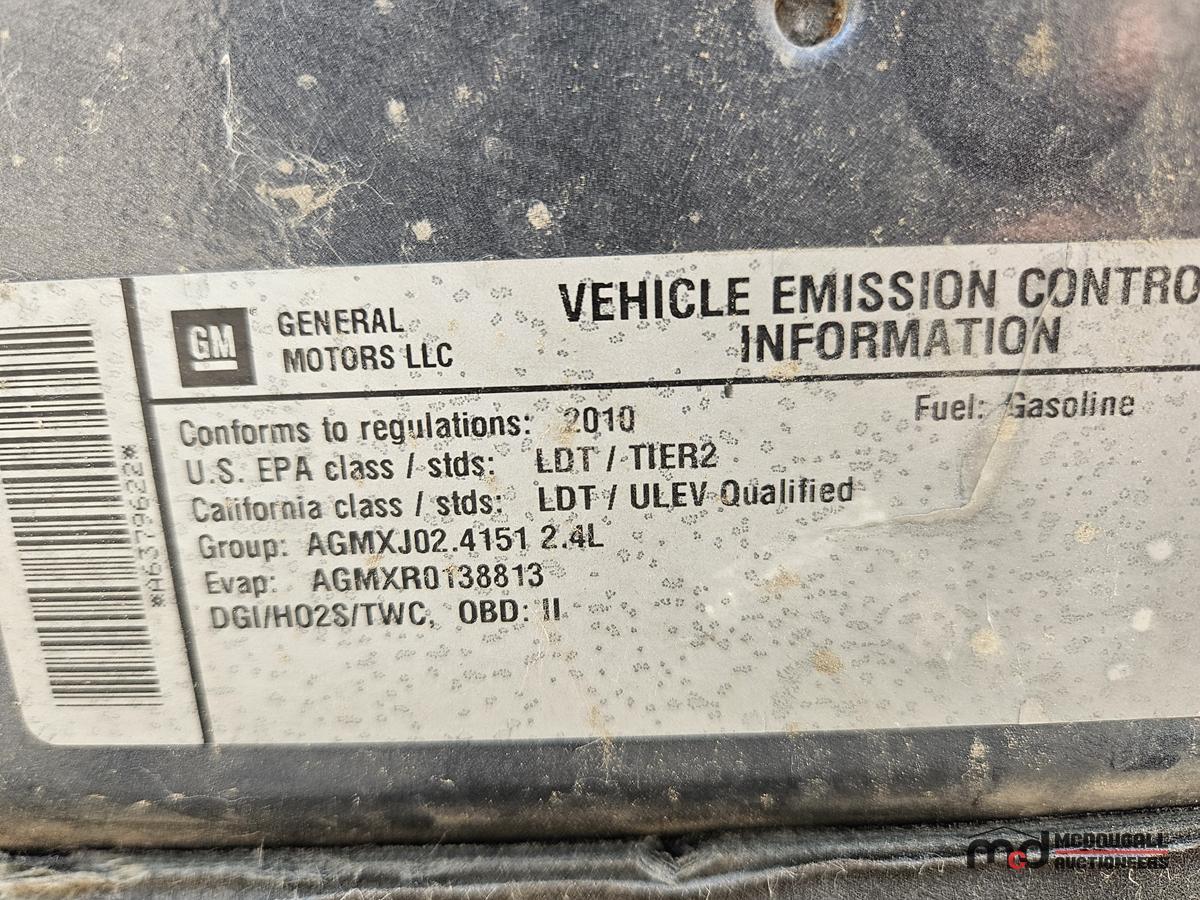 GM
GENERAL
MOTORS LLC
VEHICLE EMISSION CONTRO
INFORMATION
Conforms to regulations: 2010
Fuel: Gasoline
U.S. EPA class / stds: LDT / TIER2
California class / stds: LDT / ULEV Qualified
Group: AGMXJ02.4151 2.4L
Evap: AGMXR0138813
DGI/HO2S/TWC, OBD: II
*A6379622*
mcd MCDOUGALL
AUCTIONEERS